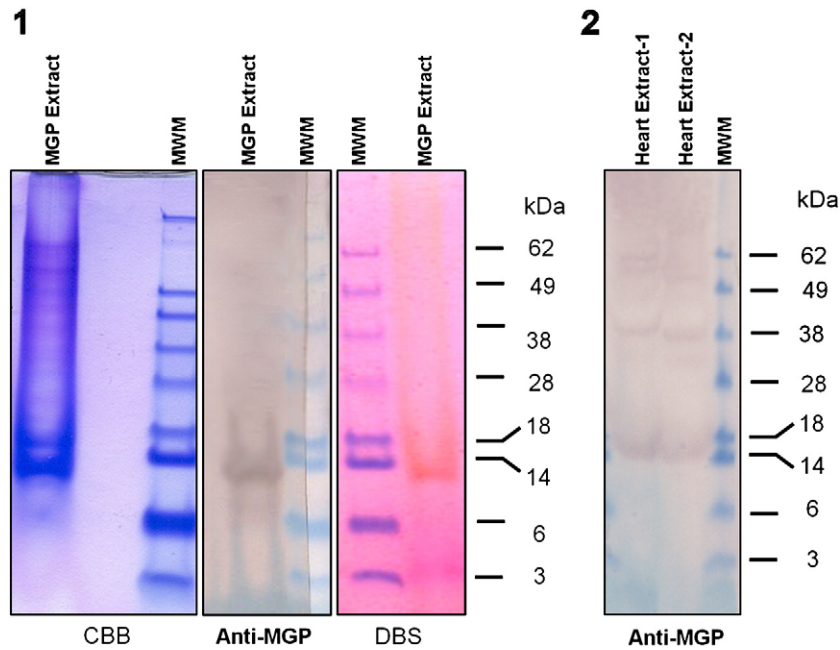 1
MGP Extract
MWM
MGP Extract
MWM
MWM
MGP Extract
kDa
62
49
38
28
18
14
6
3
CBB
Anti-MGP
DBS
2
Heart Extract-1
Heart Extract-2
MWM
kDa
62
49
38
28
18
14
6
3
Anti-MGP